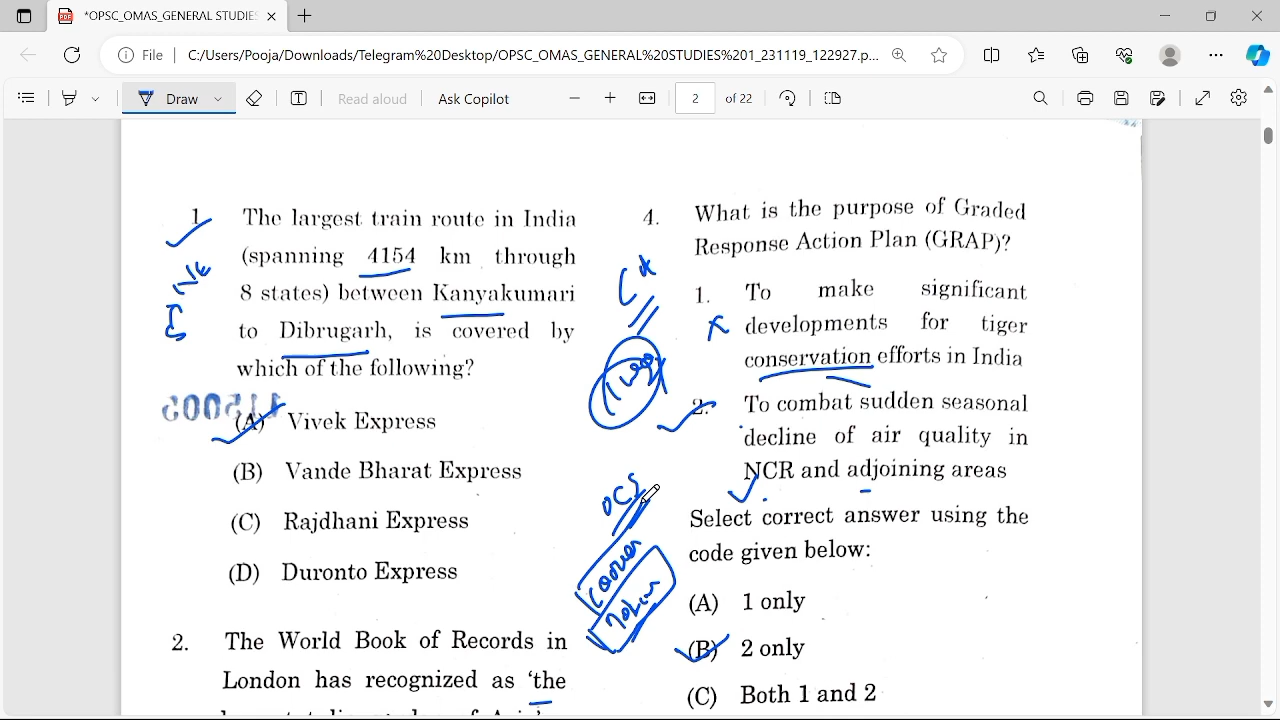 *OPSC_OMAS_GENERAL STUDIES
File
C:/Users/Pooja/Downloads/Telegram%20Desktop/OPSC_OMAS_GENERAL%20STUDIES%201_231119_122927.p...
Draw
Read aloud
Ask Copilot
2
of 22
1.
The largest train route in India
(spanning 4154 km through
8 states) between Kanyakumari
to Dibrugarh, is covered by
which of the following?
(A) Vivek Express
(B) Vande Bharat Express
(C) Rajdhani Express
(D) Duronto Express
2. The World Book of Records in
London has recognized as ‘the
4. What is the purpose of Graded
Response Action Plan (GRAP)?
1. To make significant
developments for tiger
conservation efforts in India
2. To combat sudden seasonal
decline of air quality in
NCR and adjoining areas
Select correct answer using the
code given below:
(A) 1 only
(B) 2 only
(C) Both 1 and 2
OCS